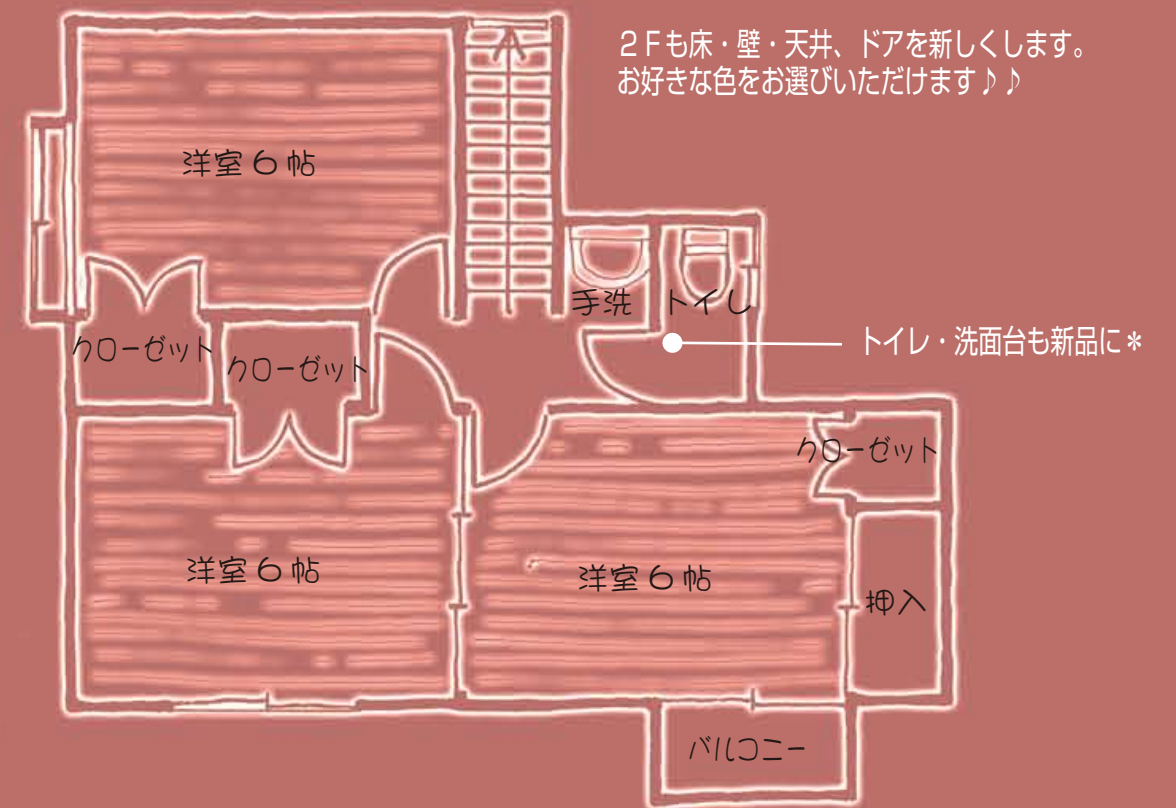 ２Ｆも床・壁・天井、ドアを新しくします。
お好きな色をお選びいただけます♪♪
洋室６帖
手洗
トイレ
トイレ・洗面台も新品に＊
クローゼット
クローゼット
クローゼット
洋室６帖
洋室６帖
押入
バルコニー